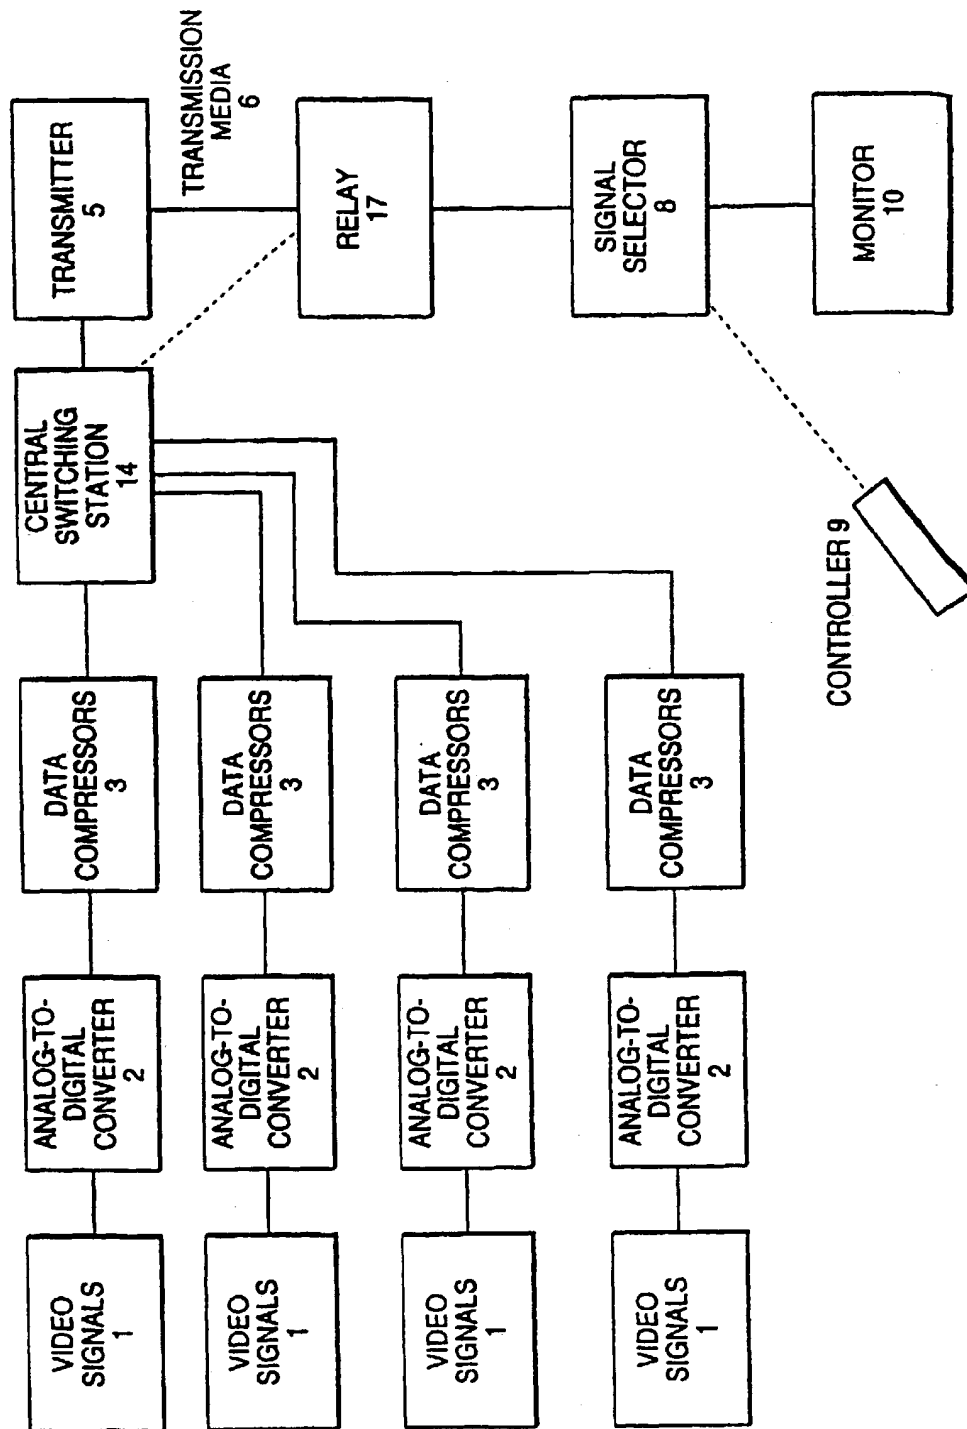 VIDEO
SIGNALS
1
ANALOG-TO-
DIGITAL
CONVERTER
2
DATA
COMPRESSORS
3
CENTRAL
SWITCHING
STATION
14
TRANSMITTER
5
TRANSMISSION
MEDIA
6
VIDEO
SIGNALS
1
ANALOG-TO-
DIGITAL
CONVERTER
2
DATA
COMPRESSORS
3
RELAY
17
VIDEO
SIGNALS
1
ANALOG-TO-
DIGITAL
CONVERTER
2
DATA
COMPRESSORS
3
SIGNAL
SELECTOR
8
VIDEO
SIGNALS
1
ANALOG-TO-
DIGITAL
CONVERTER
2
DATA
COMPRESSORS
3
CONTROLLER 9
MONITOR
10